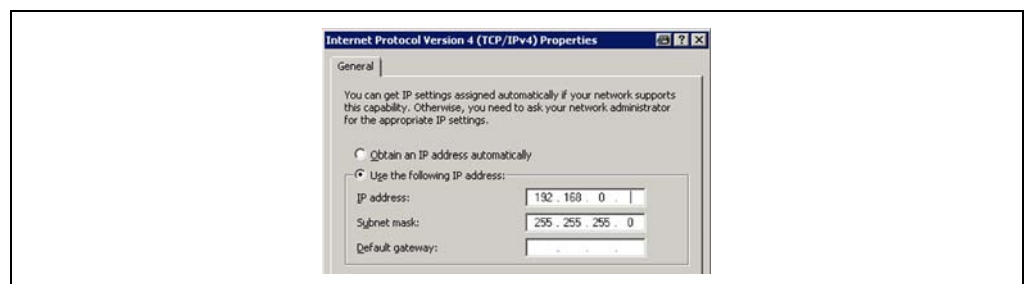 Internet Protocol Version 4 (TCP/IPv4) Properties
General
You can get IP settings assigned automatically if your network supports
this capability. Otherwise, you need to ask your network administrator
for the appropriate IP settings.
Obtain an IP address automatically
Use the following IP address:
IP address: 192 . 168 . 0 .
Subnet mask: 255 . 255 . 255 . 0
Default gateway: . . .